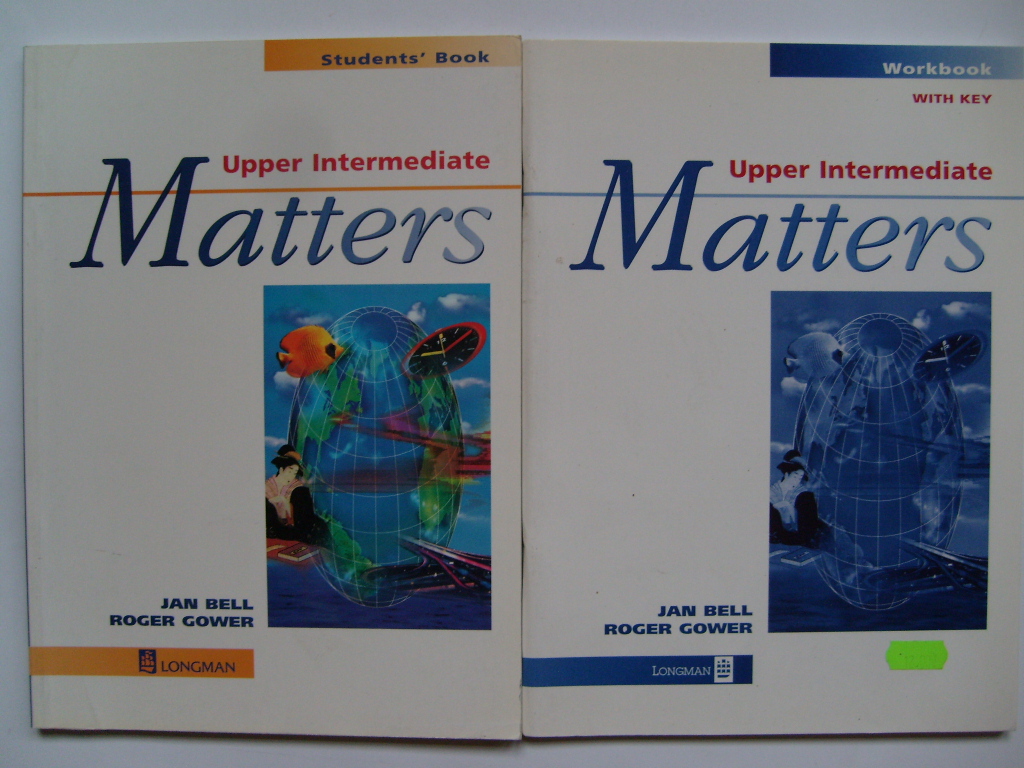 Students' Book
Upper Intermediate
Matters
JAN BELL
ROGER GOWER
LONGMAN
Workbook
WITH KEY
Upper Intermediate
Matters
JAN BELL
ROGER GOWER
LONGMAN